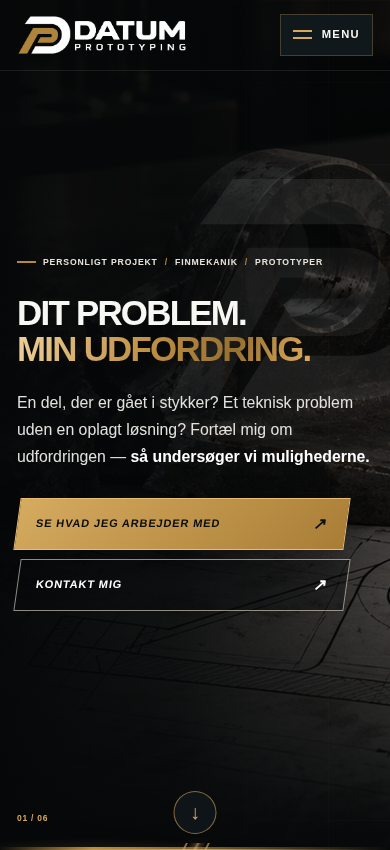 DATUM
PROTOTYPING
MENU
PERSONLIGT PROJEKT / FINMEKANIK / PROTOTYPER
DIT PROBLEM.
MIN UDFORDRING.
En del, der er gået i stykker? Et teknisk problem
uden en oplagt løsning? Fortæl mig om
udfordringen — så undersøger vi mulighederne.
SE HVAD JEG ARBEJDER MED ↗
KONTAKT MIG ↗
01 / 06
↓